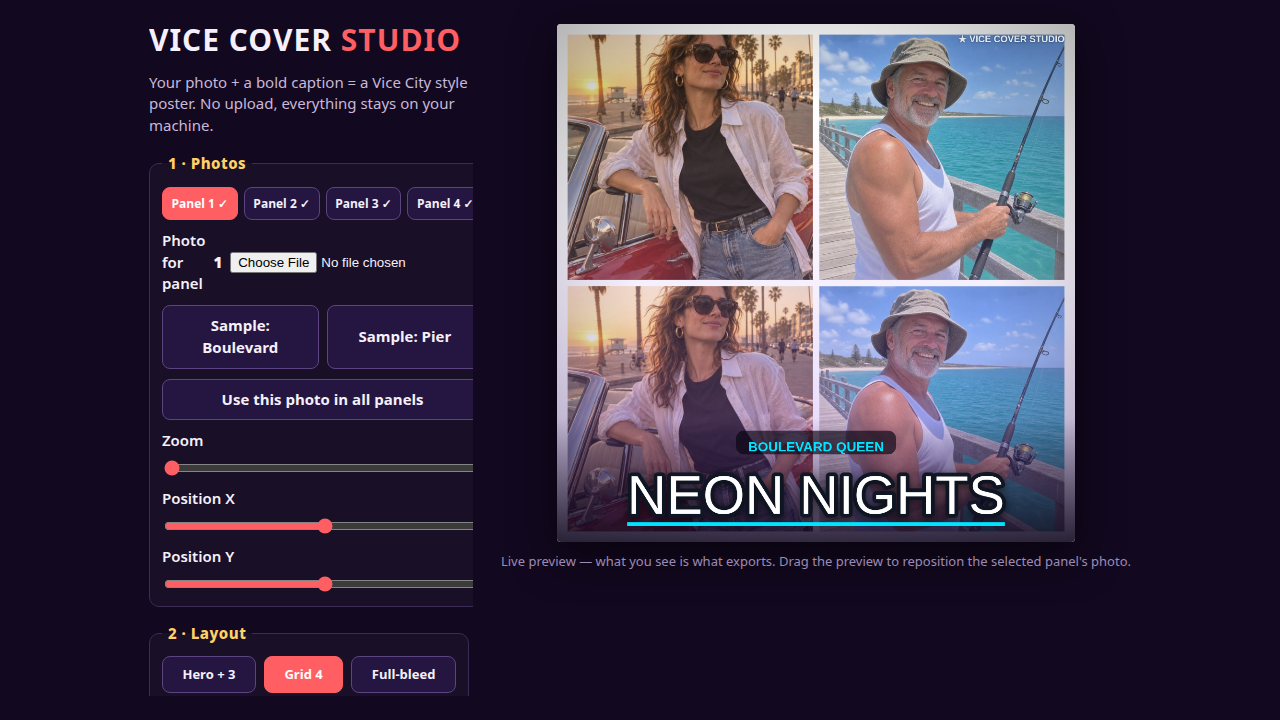 VICE COVER STUDIO
Your photo + a bold caption = a Vice City style
poster. No upload, everything stays on your
machine.
1 · Photos
Panel 1 ✓
Panel 2 ✓
Panel 3 ✓
Panel 4 ✓
Photo
for
panel
1
Choose File No file chosen
Sample:
Boulevard
Sample: Pier
Use this photo in all panels
Zoom
Position X
Position Y
2 · Layout
Hero + 3
Grid 4
Full-bleed
★ VICE COVER STUDIO
BOULEVARD QUEEN
NEON NIGHTS
Live preview — what you see is what exports. Drag the preview to reposition the selected panel's photo.